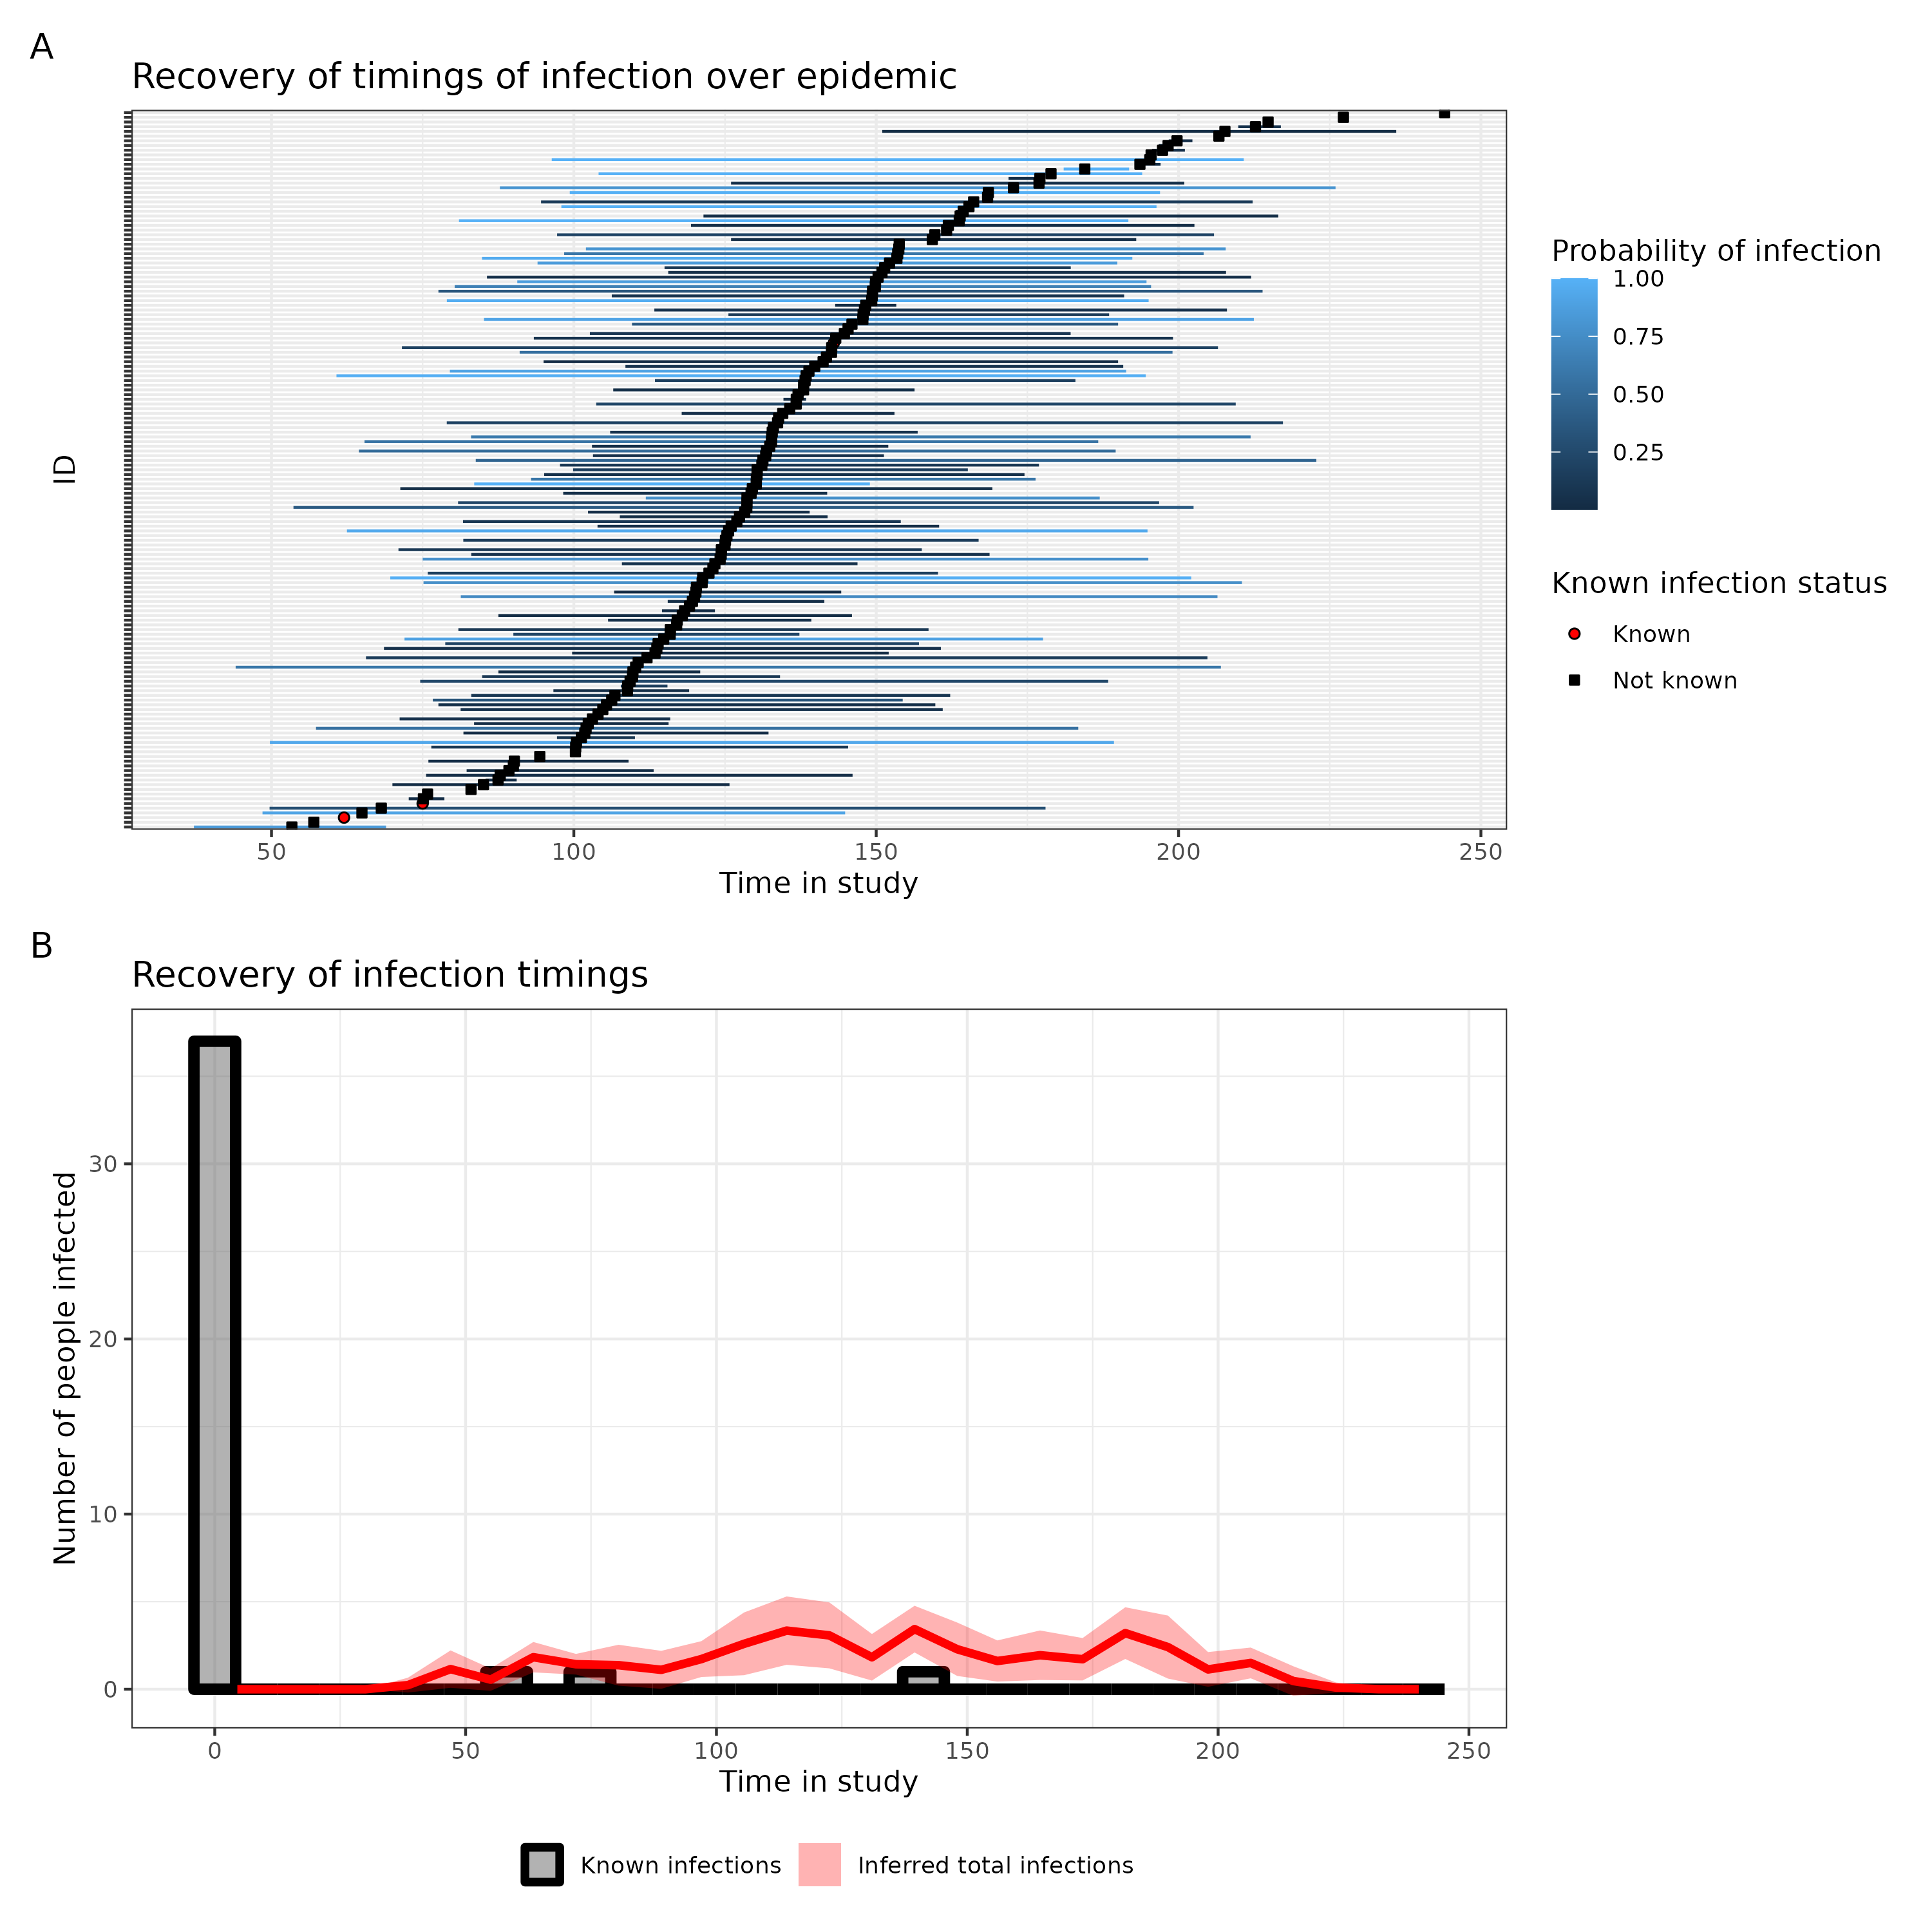 A
Recovery of timings of infection over epidemic
ID
50 100 150 200 250
Time in study
Probability of infection
1.00
0.75
0.50
0.25
Known infection status
Known
Not known
B
Recovery of infection timings
Number of people infected
30
20
10
0
0 50 100 150 200 250
Time in study
Known infections Inferred total infections